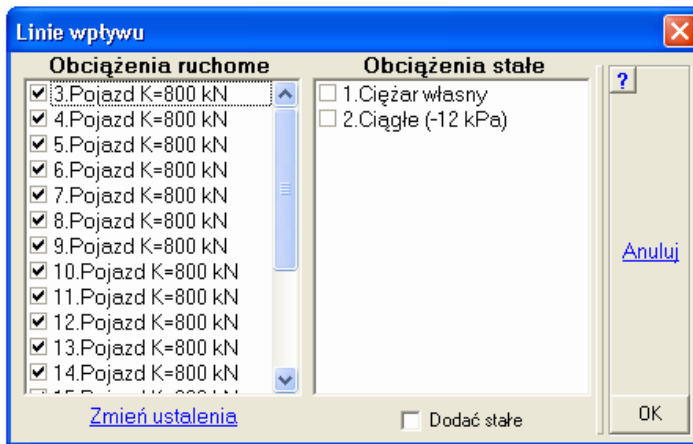 Linie wpływu
Obciążenia ruchome
3.Pojazd K=800 kN
4.Pojazd K=800 kN
5.Pojazd K=800 kN
6.Pojazd K=800 kN
7.Pojazd K=800 kN
8.Pojazd K=800 kN
9.Pojazd K=800 kN
10.Pojazd K=800 kN
11.Pojazd K=800 kN
12.Pojazd K=800 kN
13.Pojazd K=800 kN
14.Pojazd K=800 kN
Zmień ustalenia
Obciążenia stałe
1.Ciężar własny
2.Ciągłe (-12 kPa)
Dodać stałe
?
Anuluj
OK